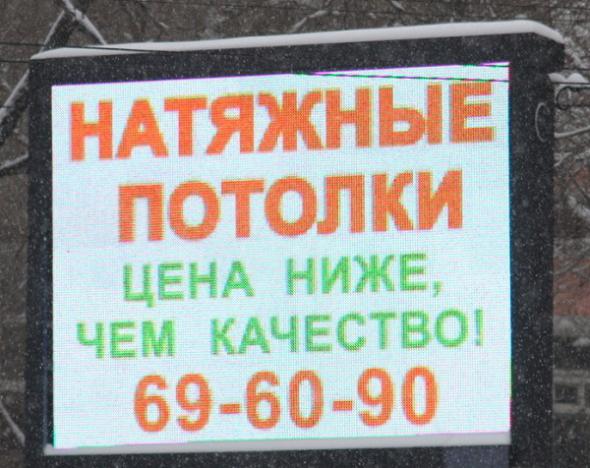 НАТЯЖНЫЕ
ПОТОЛКИ
ЦЕНА НИЖЕ,
ЧЕМ КАЧЕСТВО!
69-60-90